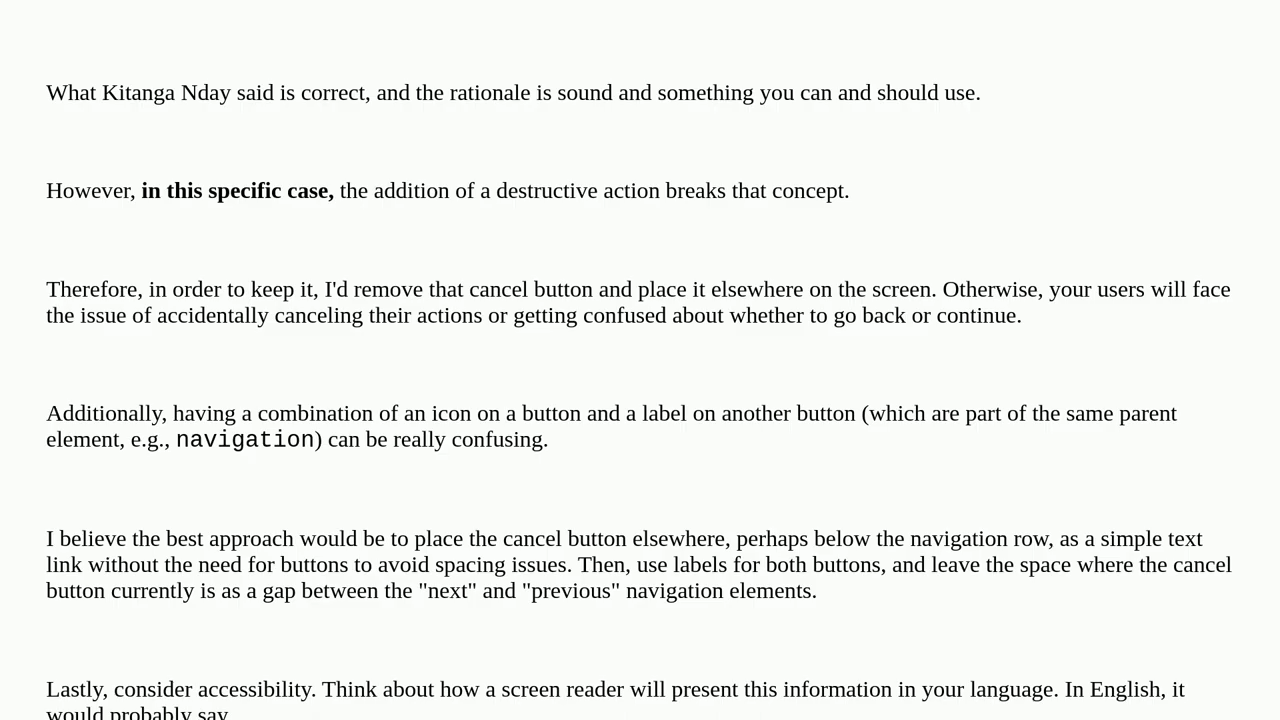 What Kitanga Nday said is correct, and the rationale is sound and something you can and should use.
However, in this specific case, the addition of a destructive action breaks that concept.
Therefore, in order to keep it, I'd remove that cancel button and place it elsewhere on the screen. Otherwise, your users will face
the issue of accidentally canceling their actions or getting confused about whether to go back or continue.
Additionally, having a combination of an icon on a button and a label on another button (which are part of the same parent
element, e.g., navigation) can be really confusing.
I believe the best approach would be to place the cancel button elsewhere, perhaps below the navigation row, as a simple text
link without the need for buttons to avoid spacing issues. Then, use labels for both buttons, and leave the space where the cancel
button currently is as a gap between the "next" and "previous" navigation elements.
Lastly, consider accessibility. Think about how a screen reader will present this information in your language. In English, it
would probably say